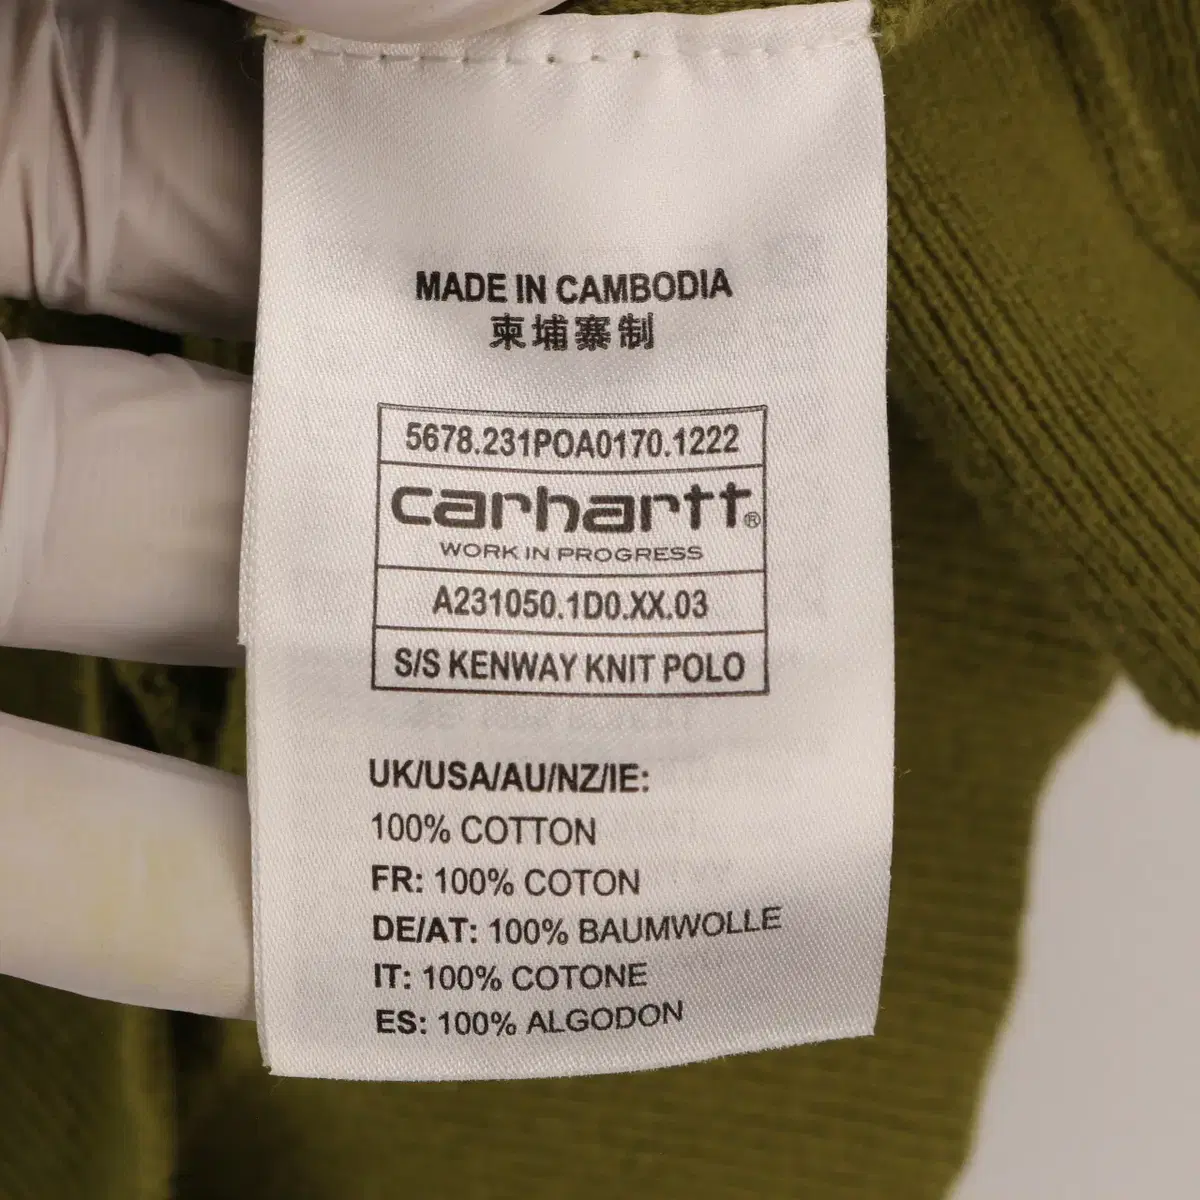 MADE IN CAMBODIA
柬埔寨制
5678.231POA0170.1222
carhartt®
WORK IN PROGRESS
A231050.1D0.XX.03
S/S KENWAY KNIT POLO
UK/USA/AU/NZ/IE:
100% COTTON
FR: 100% COTON
DE/AT: 100% BAUMWOLLE
IT: 100% COTONE
ES: 100% ALGODON